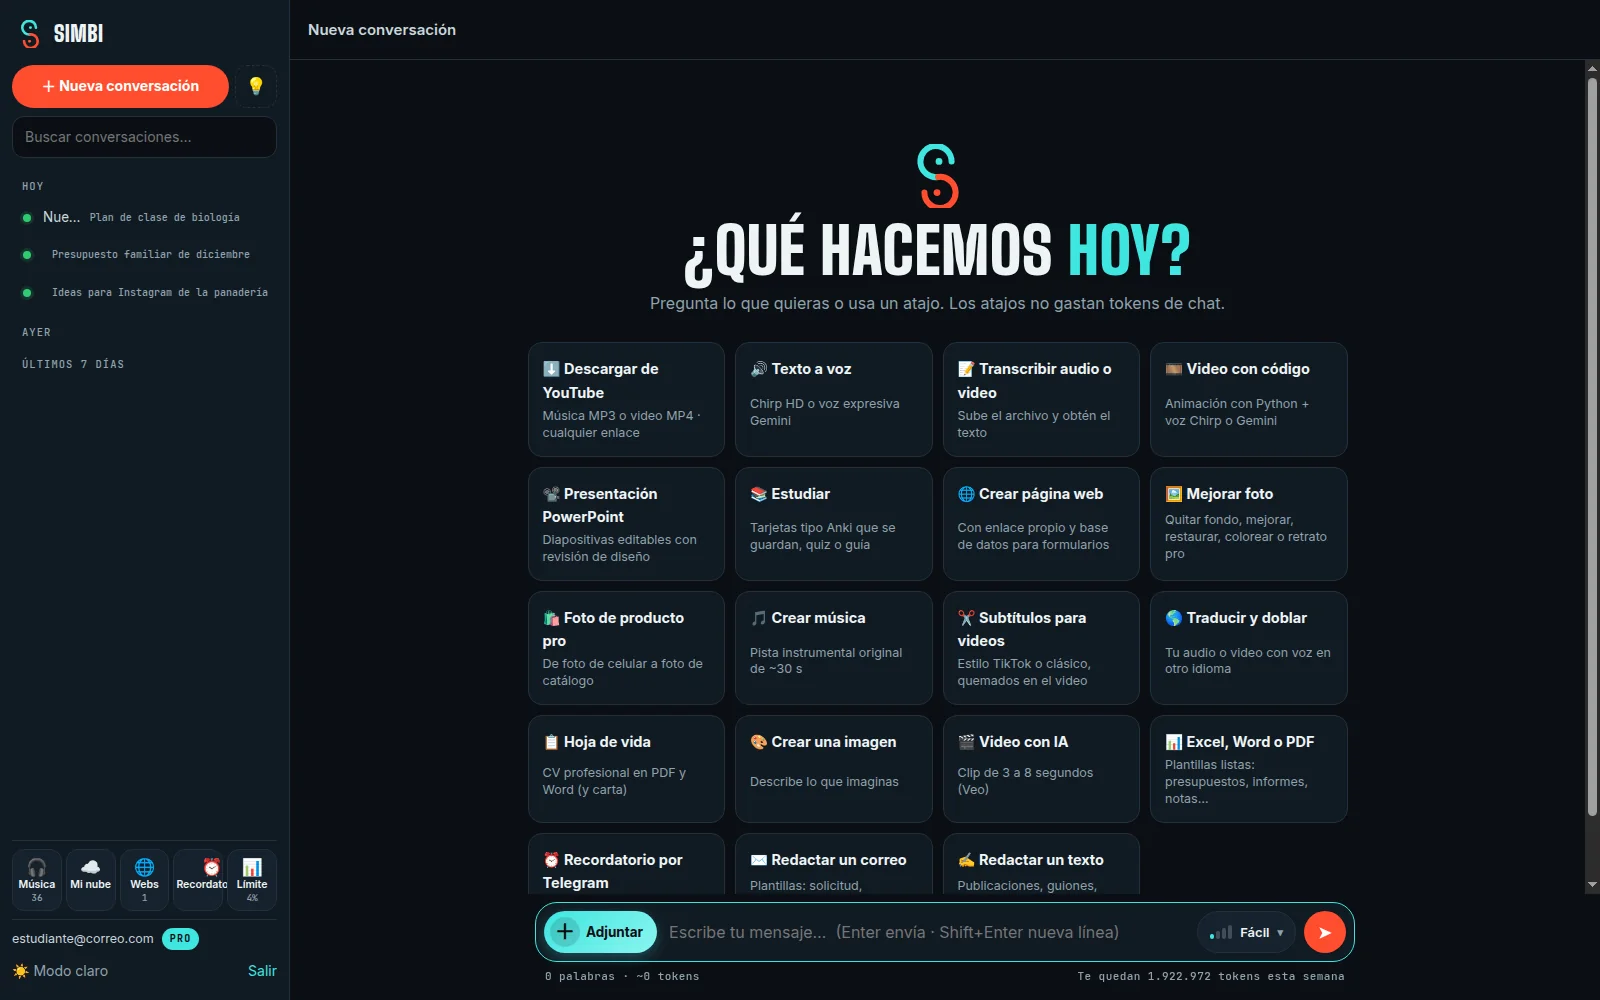 SIMBI
+ Nueva conversación
Buscar conversaciones...
HOY
Nue... Plan de clase de biología
Presupuesto familiar de diciembre
Ideas para Instagram de la panadería
AYER
ÚLTIMOS 7 DÍAS
Música
36
Mi nube
Webs
1
Recordato
Límite
4%
estudiante@correo.com PRO
Modo claro
Salir
Nueva conversación
¿QUÉ HACEMOS HOY?
Pregunta lo que quieras o usa un atajo. Los atajos no gastan tokens de chat.
Descargar de
YouTube
Música MP3 o video MP4 ·
cualquier enlace
Texto a voz
Chirp HD o voz expresiva
Gemini
Transcribir audio o
video
Sube el archivo y obtén el
texto
Video con código
Animación con Python +
voz Chirp o Gemini
Presentación
PowerPoint
Diapositivas editables con
revisión de diseño
Estudiar
Tarjetas tipo Anki que se
guardan, quiz o guía
Crear página web
Con enlace propio y base
de datos para formularios
Mejorar foto
Quitar fondo, mejorar,
restaurar, colorear o retrato
pro
Foto de producto
pro
De foto de celular a foto de
catálogo
Crear música
Pista instrumental original
de ~30 s
Subtítulos para
videos
Estilo TikTok o clásico,
quemados en el video
Traducir y doblar
Tu audio o video con voz en
otro idioma
Hoja de vida
CV profesional en PDF y
Word (y carta)
Crear una imagen
Describe lo que imaginas
Video con IA
Clip de 3 a 8 segundos
(Veo)
Excel, Word o PDF
Plantillas listas:
presupuestos, informes,
notas...
Recordatorio por
Telegram
Redactar un correo
Plantillas: solicitud,
Redactar un texto
Publicaciones, guiones,
+ Adjuntar
Escribe tu mensaje... (Enter envía · Shift+Enter nueva línea)
Fácil
0 palabras · ~0 tokens
Te quedan 1.922.972 tokens esta semana